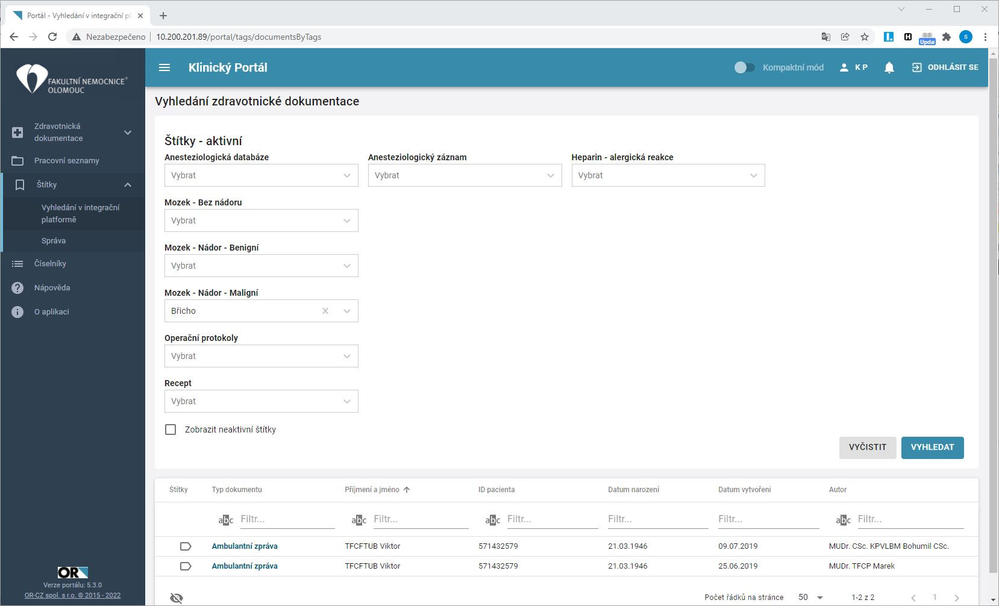 Portál - Vyhledání v integrační pl
Nezabezpečeno
10.200.201.89/portal/tags/documentsByTags
Upda
S
FAKULTNÍ NEMOCNICE®
OLOMOUC
Klinický Portál
Kompaktní mód
K P
ODHLÁSIT SE
Zdravotnická
dokumentace
Pracovní seznamy
Štítky
Vyhledání v integrační
platformě
Správa
Číselníky
Nápověda
O aplikaci
OR
Verze portálu: 5.3.0
OR-CZ spol. s r.o. © 2015 - 2022
Vyhledání zdravotnické dokumentace
Štítky - aktivní
Anesteziologická databáze
Anesteziologický záznam
Heparin - alergická reakce
Vybrat
Vybrat
Vybrat
Mozek - Bez nádoru
Vybrat
Mozek - Nádor - Benigní
Vybrat
Mozek - Nádor - Maligní
Břicho
Operační protokoly
Vybrat
Recept
Vybrat
Zobrazit neaktivní štítky
VYČISTIT
VYHLEDAT
Štítky Typ dokumentu Příjmení a jméno ID pacienta Datum narození Datum vytvoření Autor
abc Filtr... abc Filtr... abc Filtr... Filtr... Filtr... abc Filtr...
Ambulantní zpráva TFCFTUB Viktor 571432579 21.03.1946 09.07.2019 MUDr. CSc. KPVLBM Bohumil CSc.
Ambulantní zpráva TFCFTUB Viktor 571432579 21.03.1946 25.06.2019 MUDr. TFCP Marek
Počet řádků na stránce 50 1-2 z 2 1